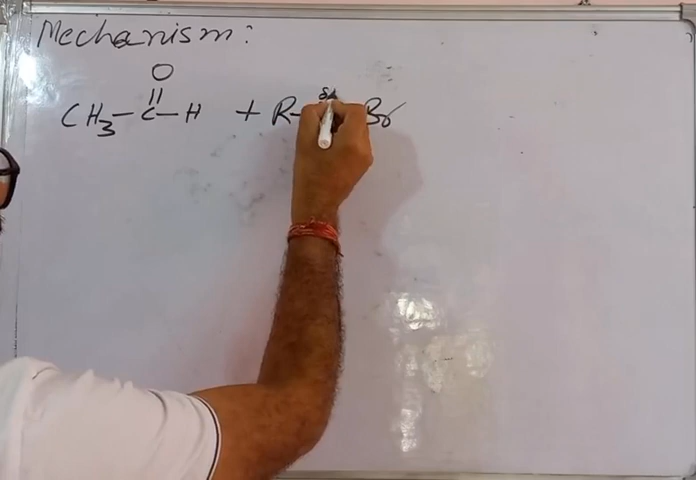 Mechanism:
O
||
CH₃-C-H + R- δ Br